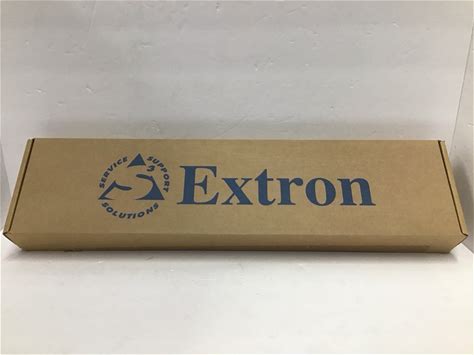 SERVICE SUPPORT SOLUTIONS
S3
Extron